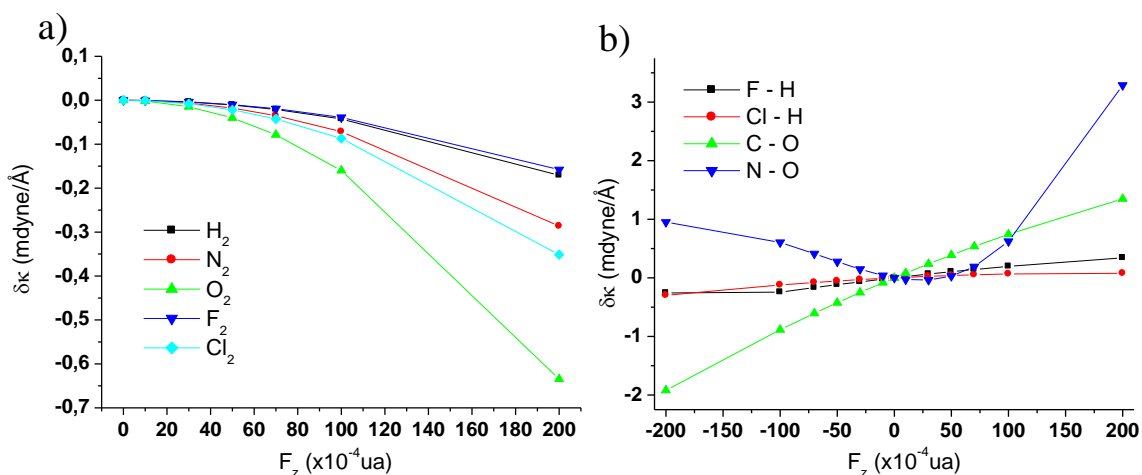 a)
0,1
0,0
-0,1
-0,2
-0,3
-0,4
-0,5
-0,6
-0,7
δκ (mdyne/Å)
H₂
N₂
O₂
F₂
Cl₂
0 20 40 60 80 100 120 140 160 180 200
F_z (x10⁻⁴ua)
b)
3
2
1
0
-1
-2
δκ (mdyne/Å)
F - H
Cl - H
C - O
N - O
-200 -150 -100 -50 0 50 100 150 200
F_z (x10⁻⁴ua)